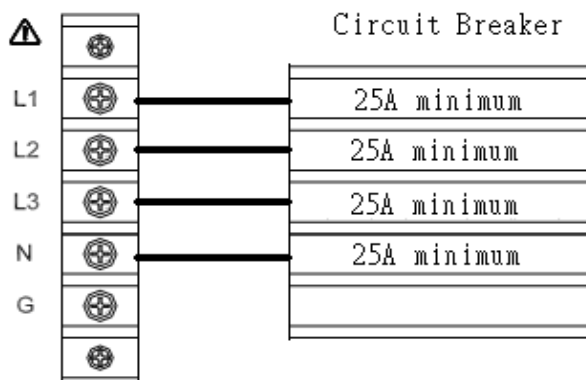 Circuit Breaker
L1 25A minimum
L2 25A minimum
L3 25A minimum
N 25A minimum
G